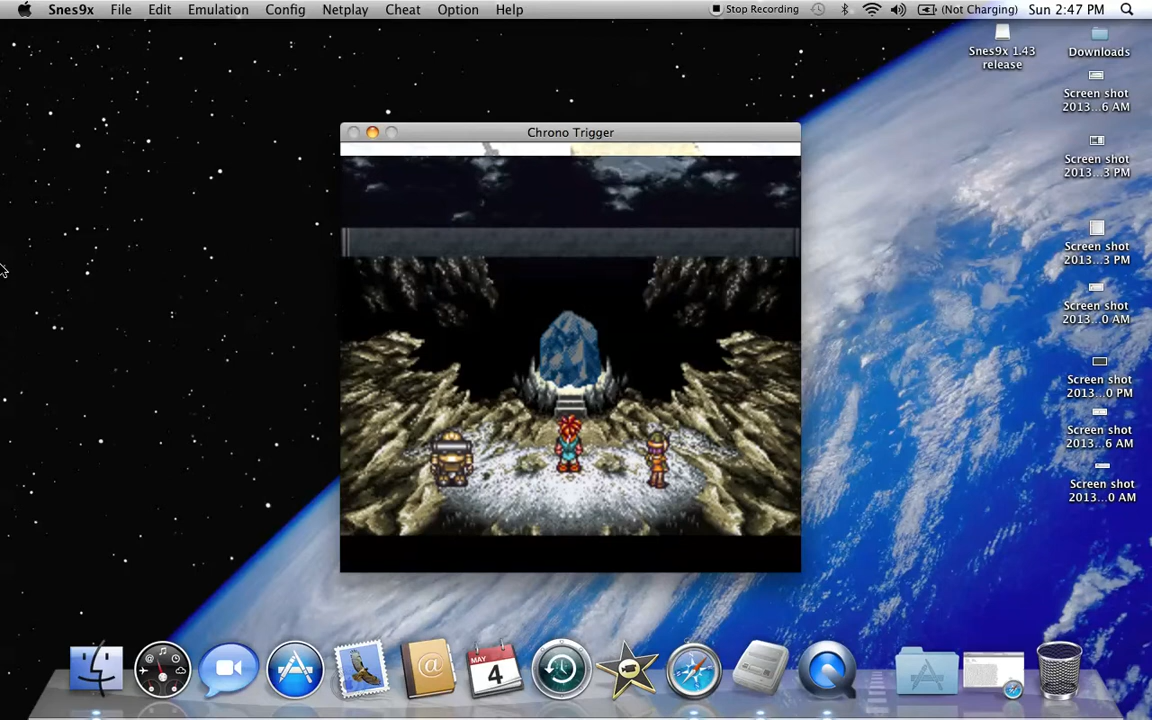 Snes9x File Edit Emulation Config Netplay Cheat Option Help Stop Recording (Not Charging) Sun 2:47 PM
Snes9x 1.43
release
Downloads
Screen shot
2013...6 AM
Chrono Trigger
Screen shot
2013...3 PM
Screen shot
2013...3 PM
Screen shot
2013...0 AM
Screen shot
2013...0 PM
Screen shot
2013...6 AM
Screen shot
2013...0 AM
MAY
4